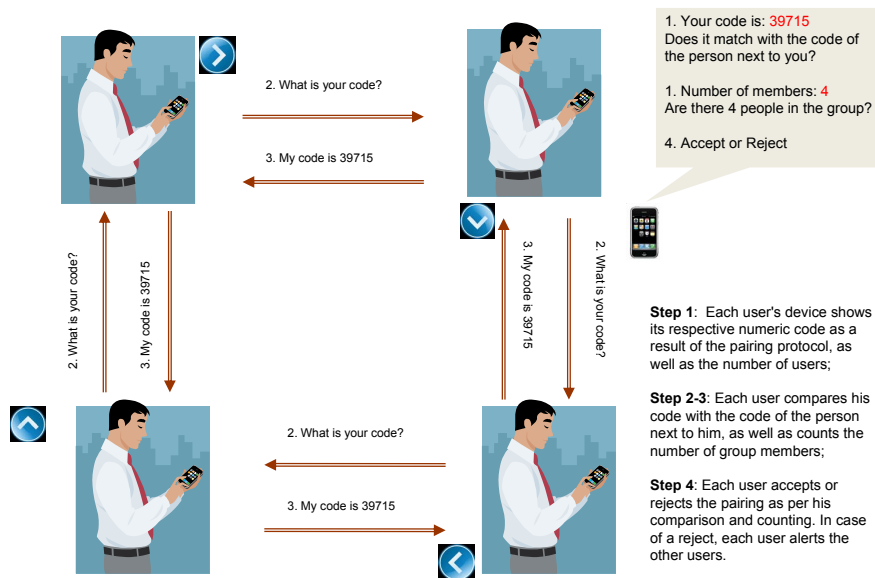 1. Your code is: 39715
Does it match with the code of
the person next to you?
1. Number of members: 4
Are there 4 people in the group?
4. Accept or Reject
2. What is your code?
3. My code is 39715
2. What is your code?
3. My code is 39715
3. My code is 39715
2. What is your code?
2. What is your code?
3. My code is 39715
Step 1: Each user's device shows
its respective numeric code as a
result of the pairing protocol, as
well as the number of users;
Step 2-3: Each user compares his
code with the code of the person
next to him, as well as counts the
number of group members;
Step 4: Each user accepts or
rejects the pairing as per his
comparison and counting. In case
of a reject, each user alerts the
other users.